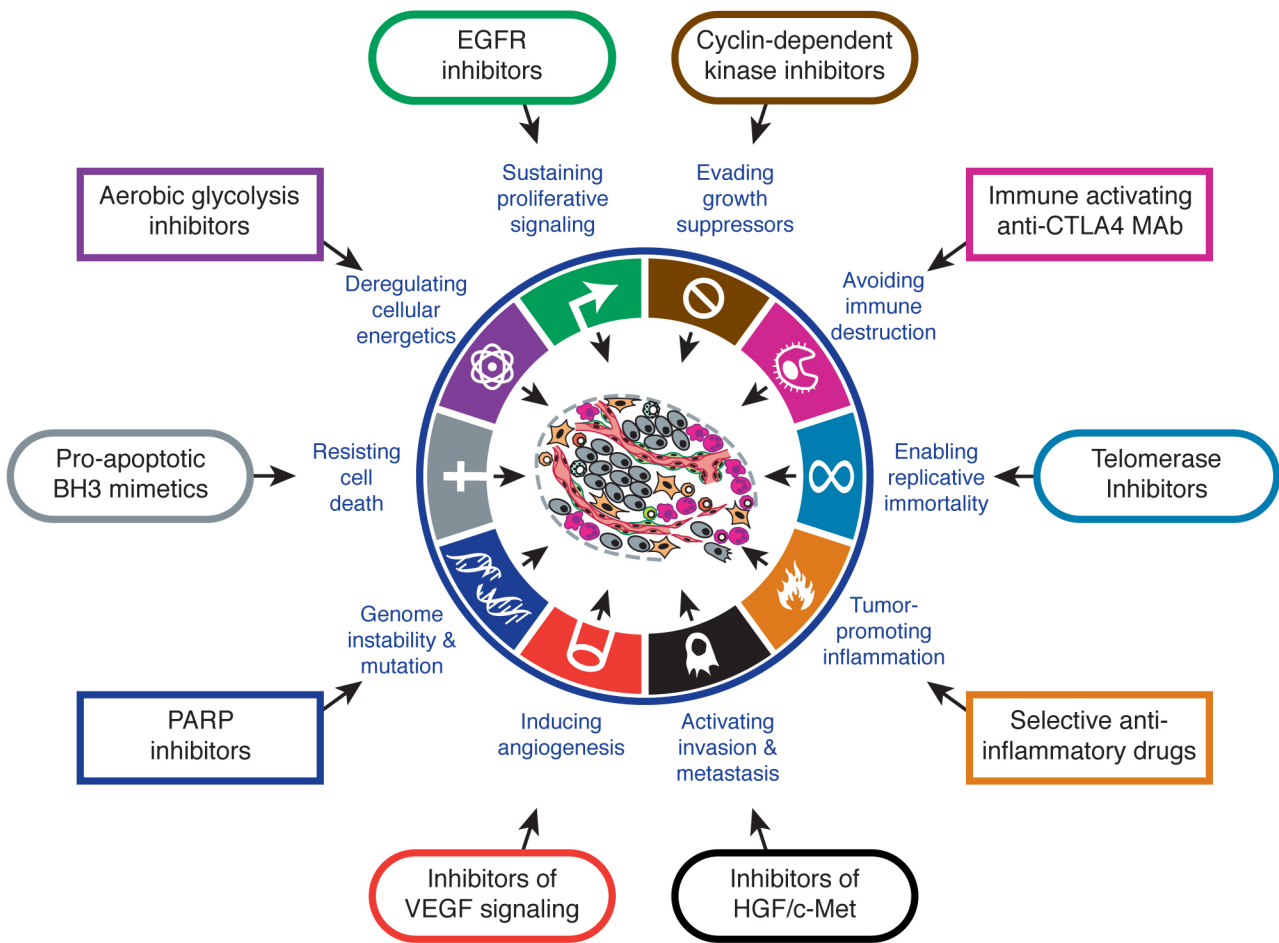 EGFR
inhibitors
Cyclin-dependent
kinase inhibitors
Sustaining
proliferative
signaling
Evading
growth
suppressors
Aerobic glycolysis
inhibitors
Immune activating
anti-CTLA4 MAb
Deregulating
cellular
energetics
Avoiding
immune
destruction
Pro-apoptotic
BH3 mimetics
Resisting
cell
death
Enabling
replicative
immortality
Telomerase
Inhibitors
Genome
instability &
mutation
Tumor-
promoting
inflammation
PARP
inhibitors
Inducing
angiogenesis
Activating
invasion &
metastasis
Selective anti-
inflammatory drugs
Inhibitors of
VEGF signaling
Inhibitors of
HGF/c-Met